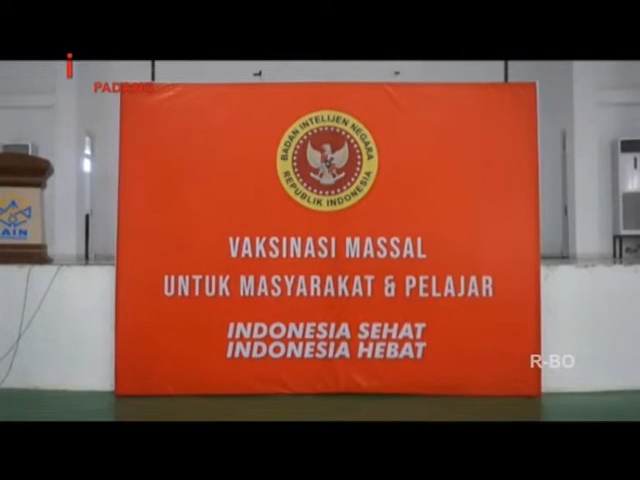 i
PADANG
BADAN INTELIJEN NEGARA
REPUBLIK INDONESIA
VAKSINASI MASSAL
UNTUK MASYARAKAT & PELAJAR
INDONESIA SEHAT
INDONESIA HEBAT
R-BO